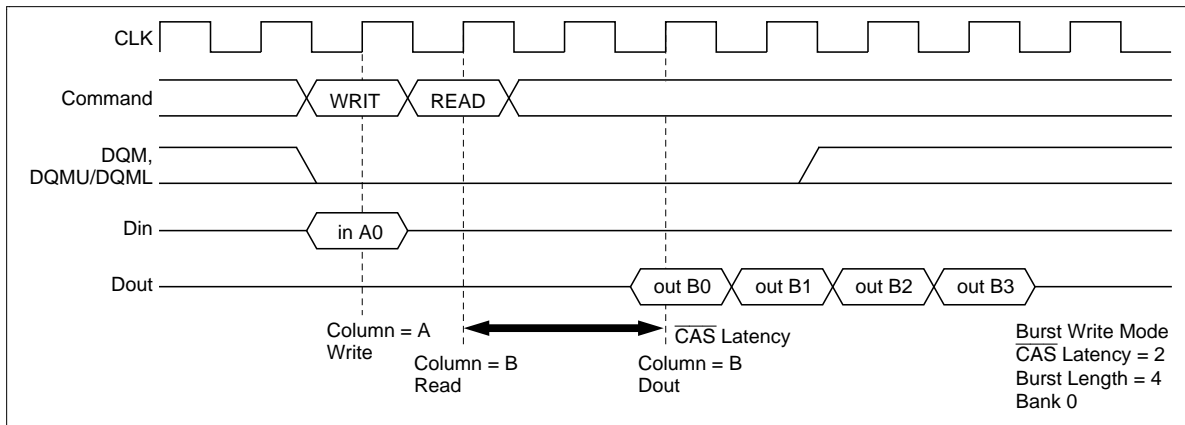 CLK
Command
WRIT
READ
DQM,
DQMU/DQML
Din
in A0
Dout
out B0
out B1
out B2
out B3
Column = A
Write
Column = B
Read
CAS Latency
Column = B
Dout
Burst Write Mode
CAS Latency = 2
Burst Length = 4
Bank 0